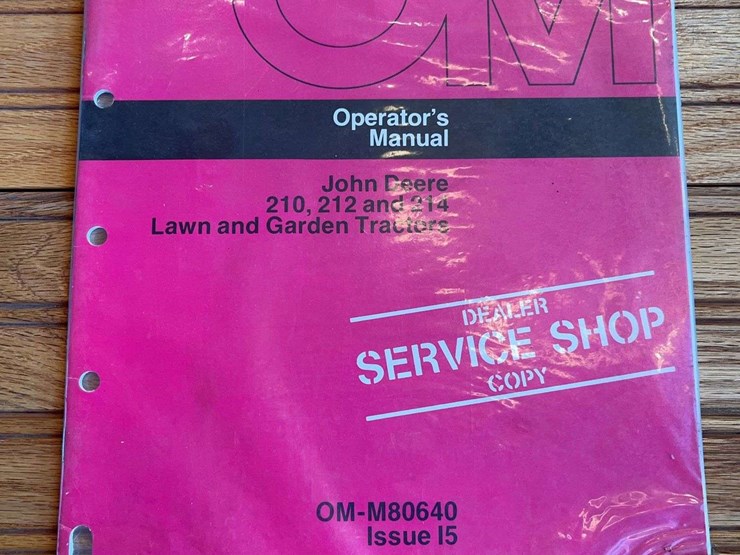 OM
Operator's
Manual
John Deere
210, 212 and 214
Lawn and Garden Tractors
DEALER
SERVICE SHOP
COPY
OM-M80640
Issue I5